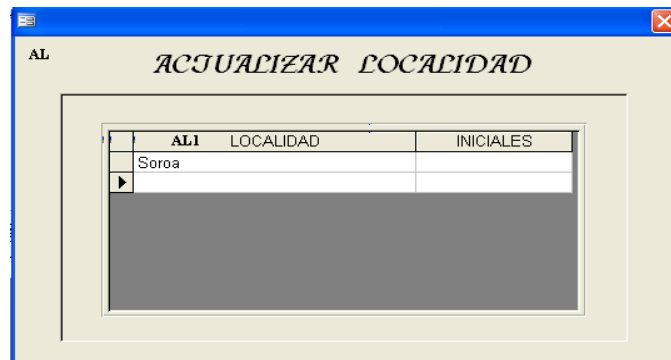 AL
ACTUALIZAR LOCALIDAD
AL1 LOCALIDAD INICIALES
Soroa